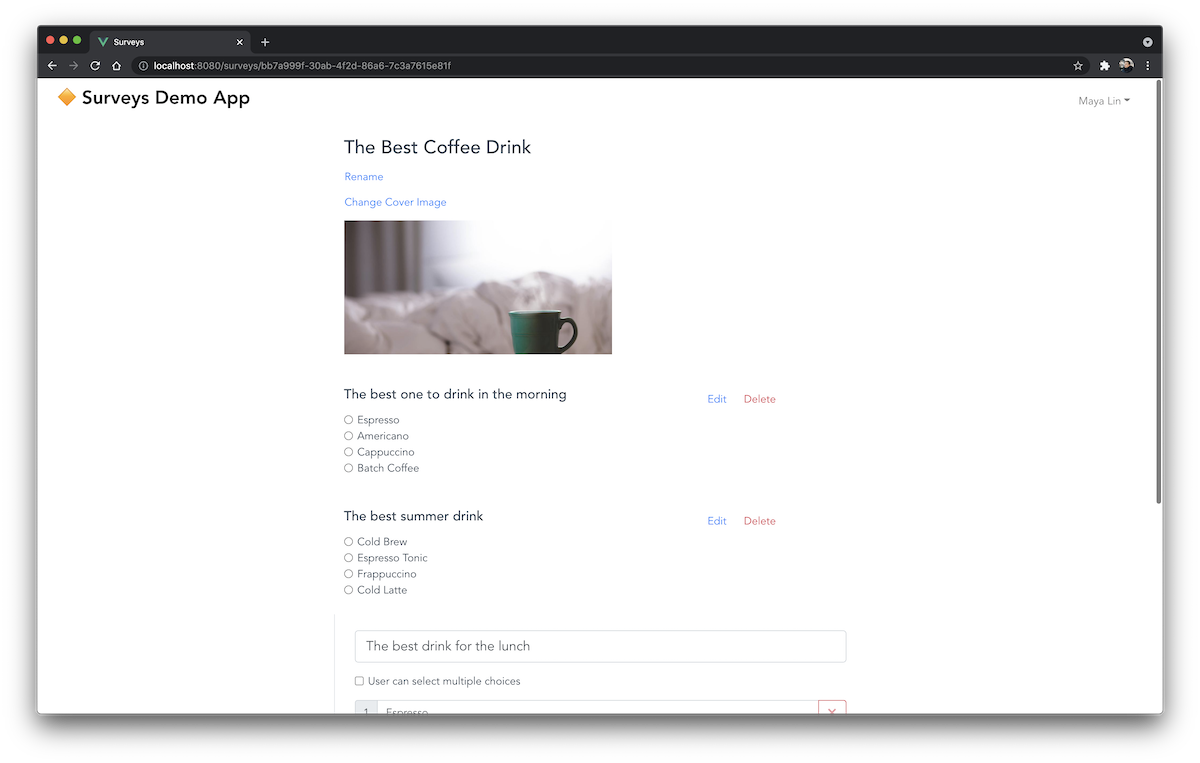 Surveys
localhost:8080/surveys/bb7a999f-30ab-4f2d-86a6-7c3a7615e81f
Surveys Demo App
Maya Lin
The Best Coffee Drink
Rename
Change Cover Image
The best one to drink in the morning
Edit Delete
Espresso
Americano
Cappuccino
Batch Coffee
The best summer drink
Edit Delete
Cold Brew
Espresso Tonic
Frappuccino
Cold Latte
The best drink for the lunch
User can select multiple choices
1 Espresso